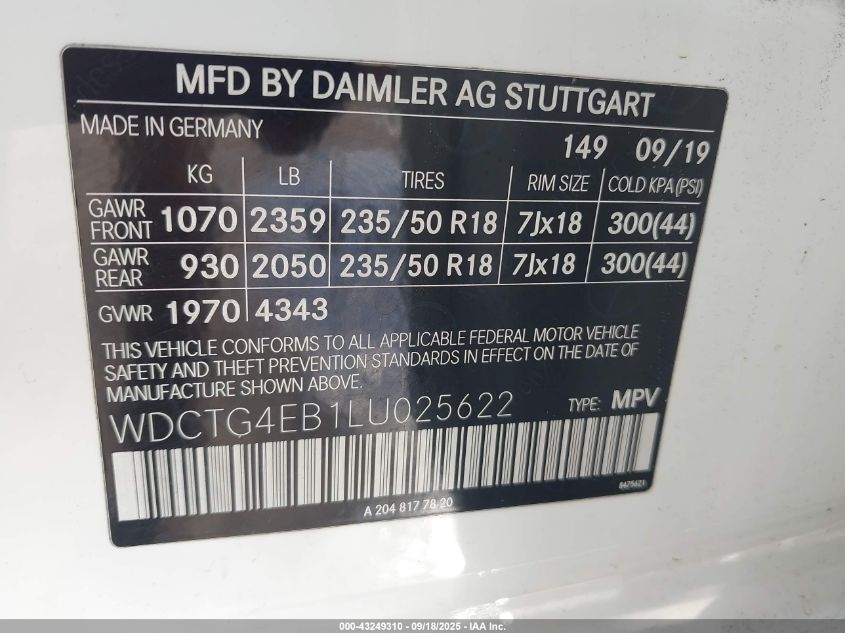 MFD BY DAIMLER AG STUTTGART
MADE IN GERMANY
149 09/19
KG LB TIRES RIM SIZE COLD KPA (PSI)
GAWR FRONT 1070 2359 235/50 R18 7Jx18 300(44)
GAWR REAR 930 2050 235/50 R18 7Jx18 300(44)
GVWR 1970 4343
THIS VEHICLE CONFORMS TO ALL APPLICABLE FEDERAL MOTOR VEHICLE
SAFETY AND THEFT PREVENTION STANDARDS IN EFFECT ON THE DATE OF
MANUFACTURE SHOWN ABOVE.
WDCTG4EB1LU025622 TYPE: MPV
A 204 817 78 20
8475621
000-43249310 - 09/18/2025 - IAA Inc.